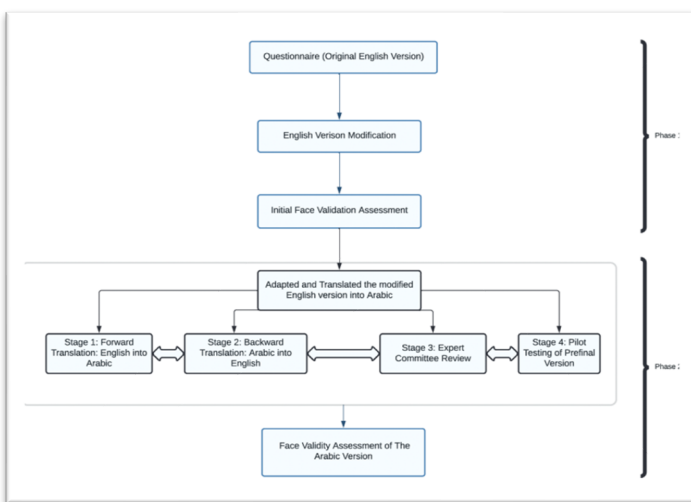 Questionnaire (Original English Version)
English Verison Modification
Phase
Initial Face Validation Assessment
Adapted and Translated the modified
English version into Arabic
Stage 1: Forward
Translation: English into
Arabic
Stage 2: Backward
Translation: Arabic into
English
Stage 3: Expert
Committee Review
Stage 4: Pilot
Testing of Prefinal
Version
Phase
Face Validity Assessment of The
Arabic Version